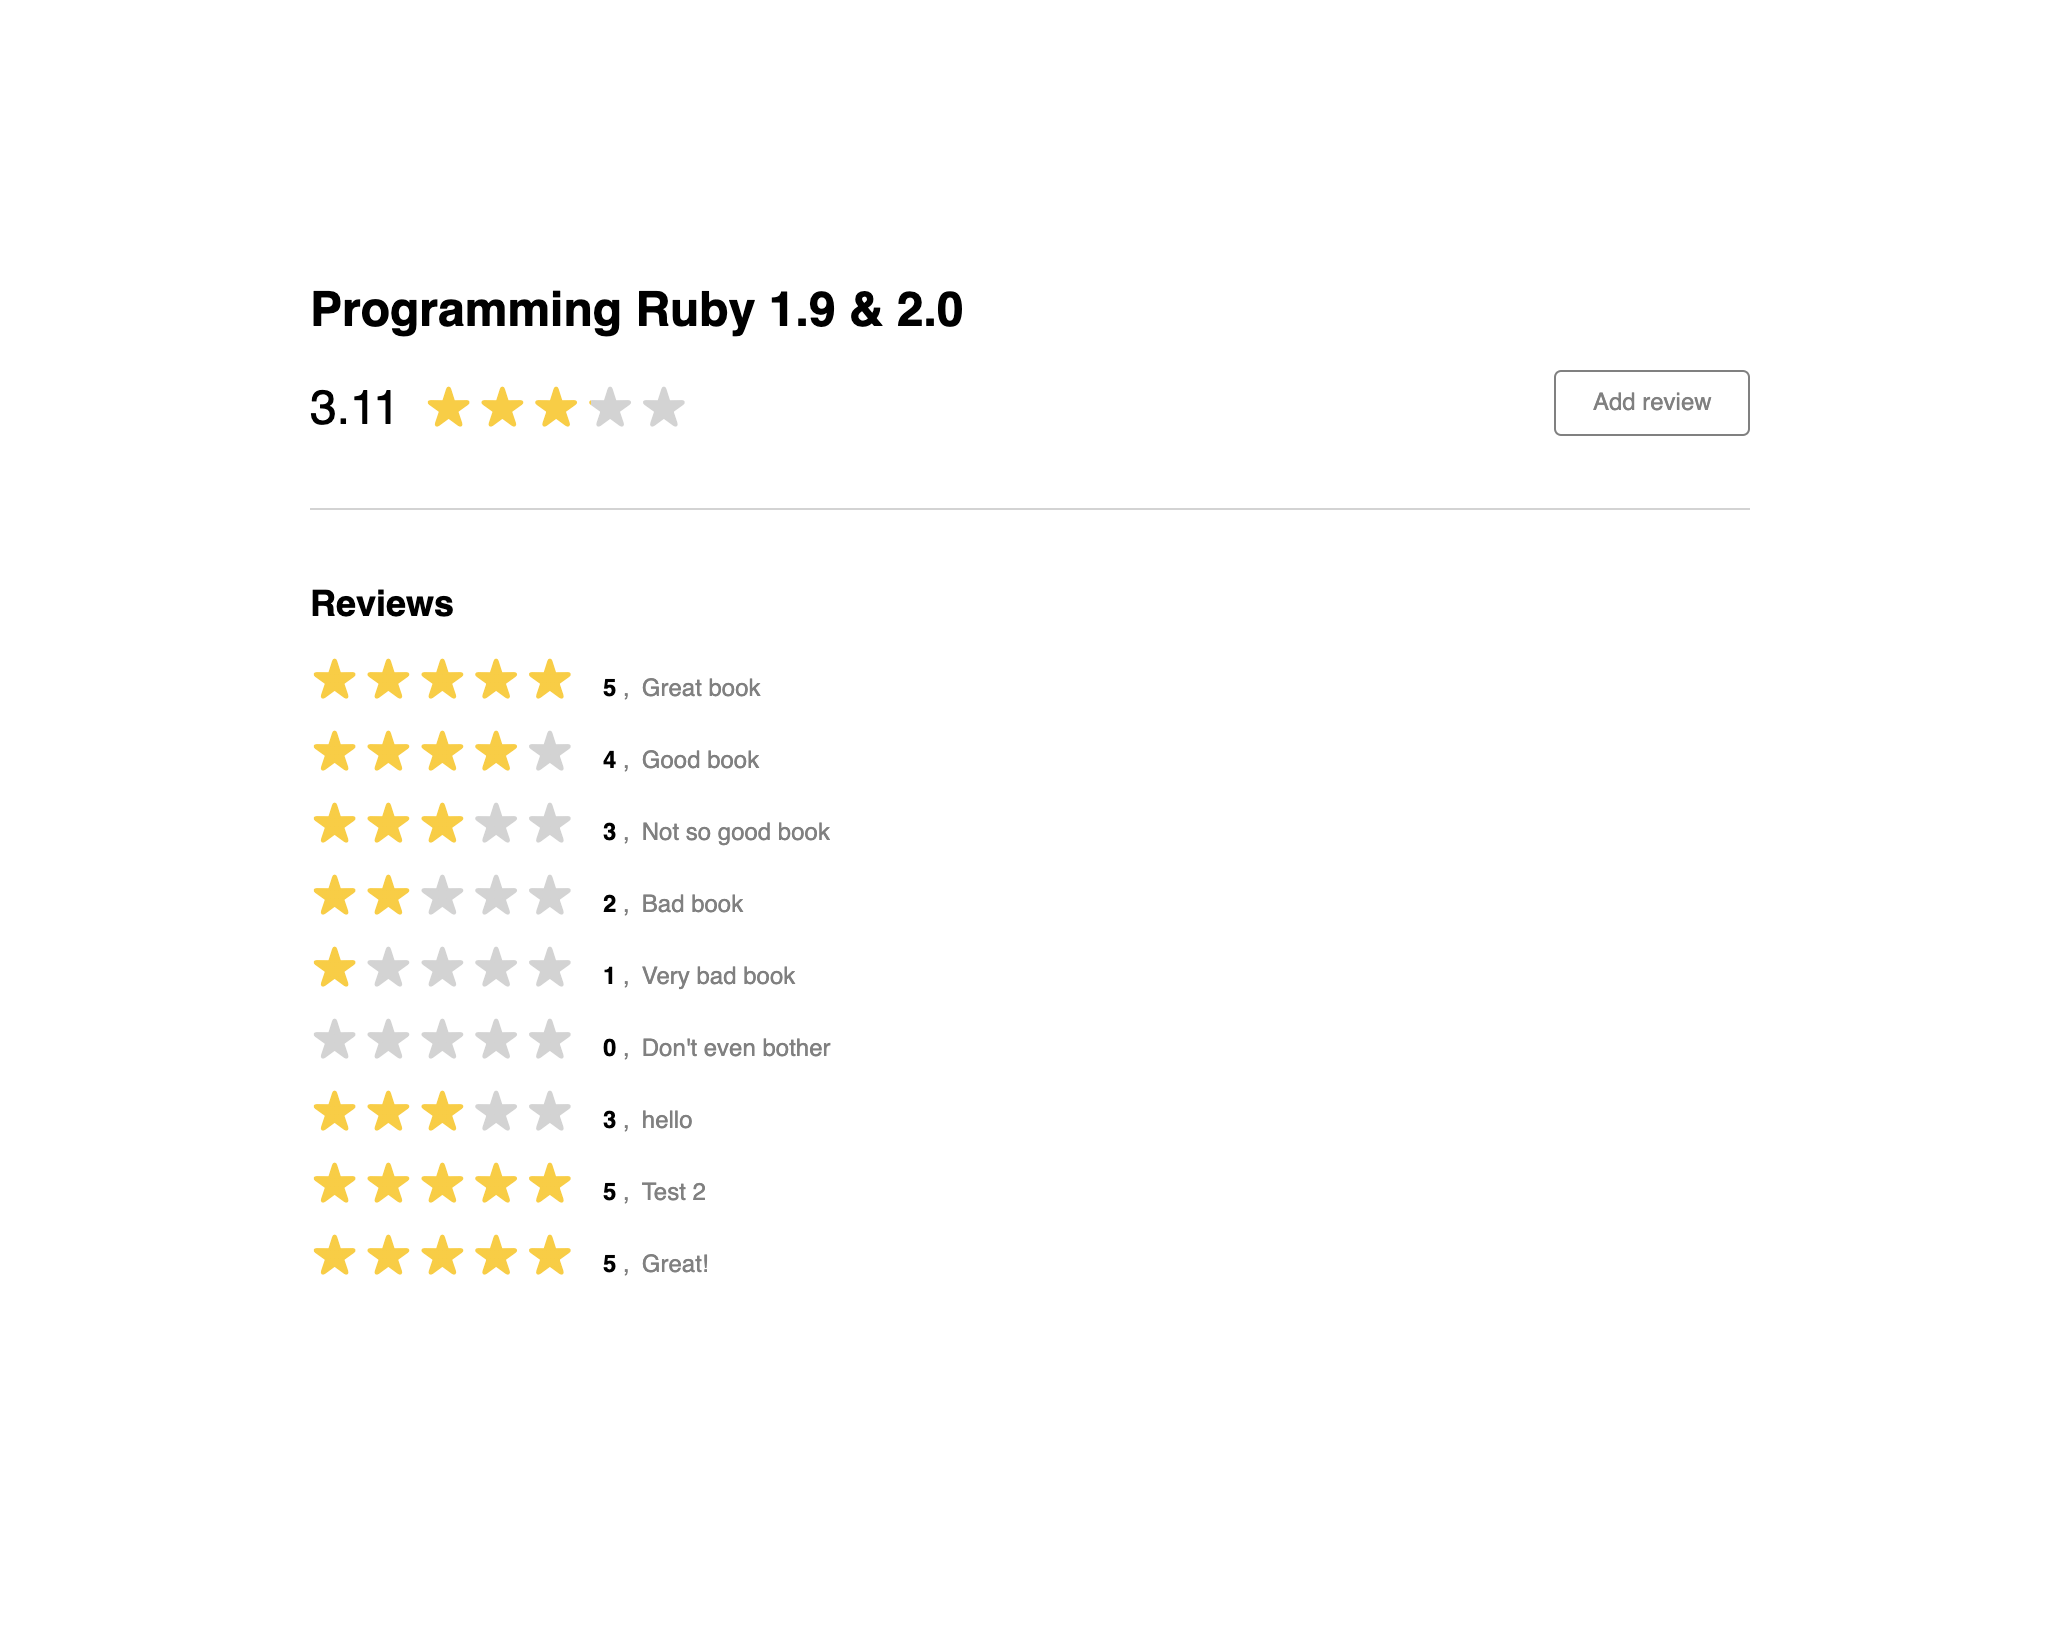 Programming Ruby 1.9 & 2.0
3.11
Add review
Reviews
5 , Great book
4 , Good book
3 , Not so good book
2 , Bad book
1 , Very bad book
0 , Don't even bother
3 , hello
5 , Test 2
5 , Great!